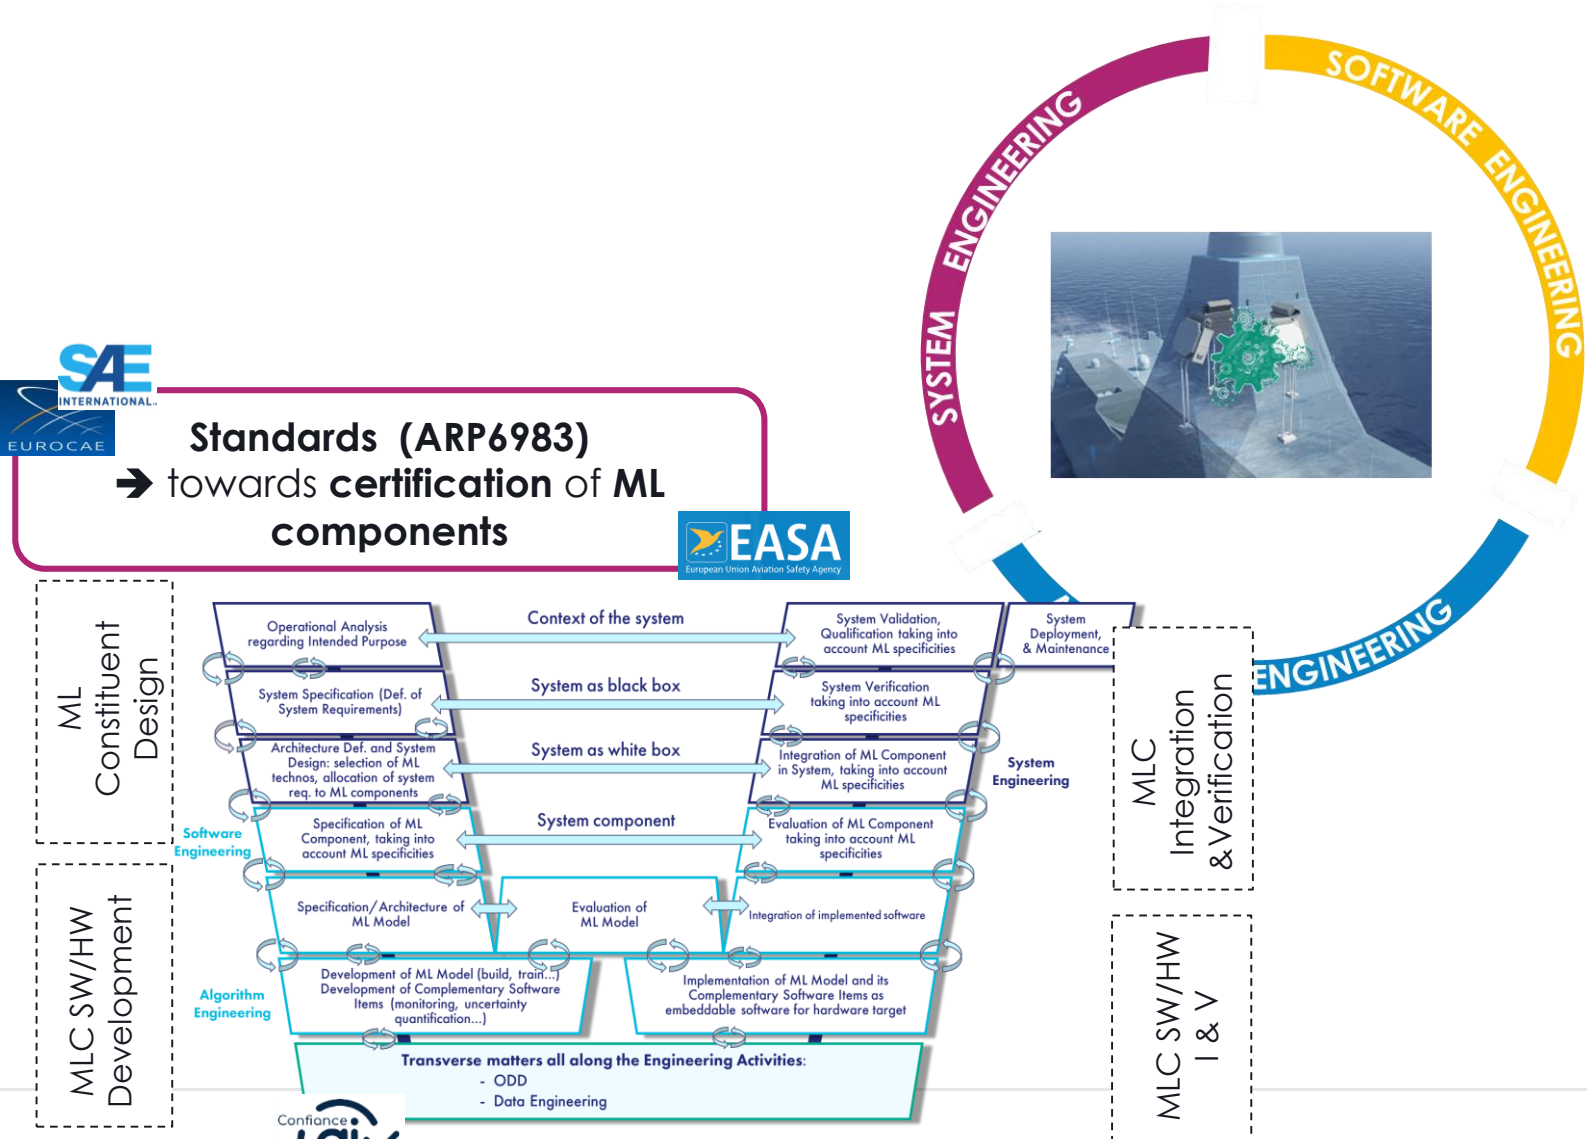 SYSTEM ENGINEERING
SOFTWARE ENGINEERING
ENGINEERING
SAE
INTERNATIONAL
EUROCAE
Standards (ARP6983)
➔ towards certification of ML
components
EASA
European Union Aviation Safety Agency
ML
Constituent
Design
MLC SW/HW
Development
MLC
Integration
&Verification
MLC SW/HW
I & V
Operational Analysis
regarding Intended Purpose
Context of the system
System Validation,
Qualification taking into
account ML specificities
System
Deployment,
& Maintenance
System Specification (Def. of
System Requirements)
System as black box
System Verification
taking into account ML
specificities
Architecture Def. and System
Design: selection of ML
technos, allocation of system
req. to ML components
System as white box
Integration of ML Component
in System, taking into account
ML specificities
System
Engineering
Software
Engineering
Specification of ML
Component, taking into
account ML specificities
System component
Evaluation of ML Component
taking into account ML
specificities
Specification/Architecture of
ML Model
Evaluation of
ML Model
Integration of implemented software
Algorithm
Engineering
Development of ML Model (build, train...)
Development of Complementary Software
Items (monitoring, uncertainty
quantification...)
Implementation of ML Model and its
Complementary Software Items as
embeddable software for hardware target
Transverse matters all along the Engineering Activities:
- ODD
- Data Engineering
Confiance